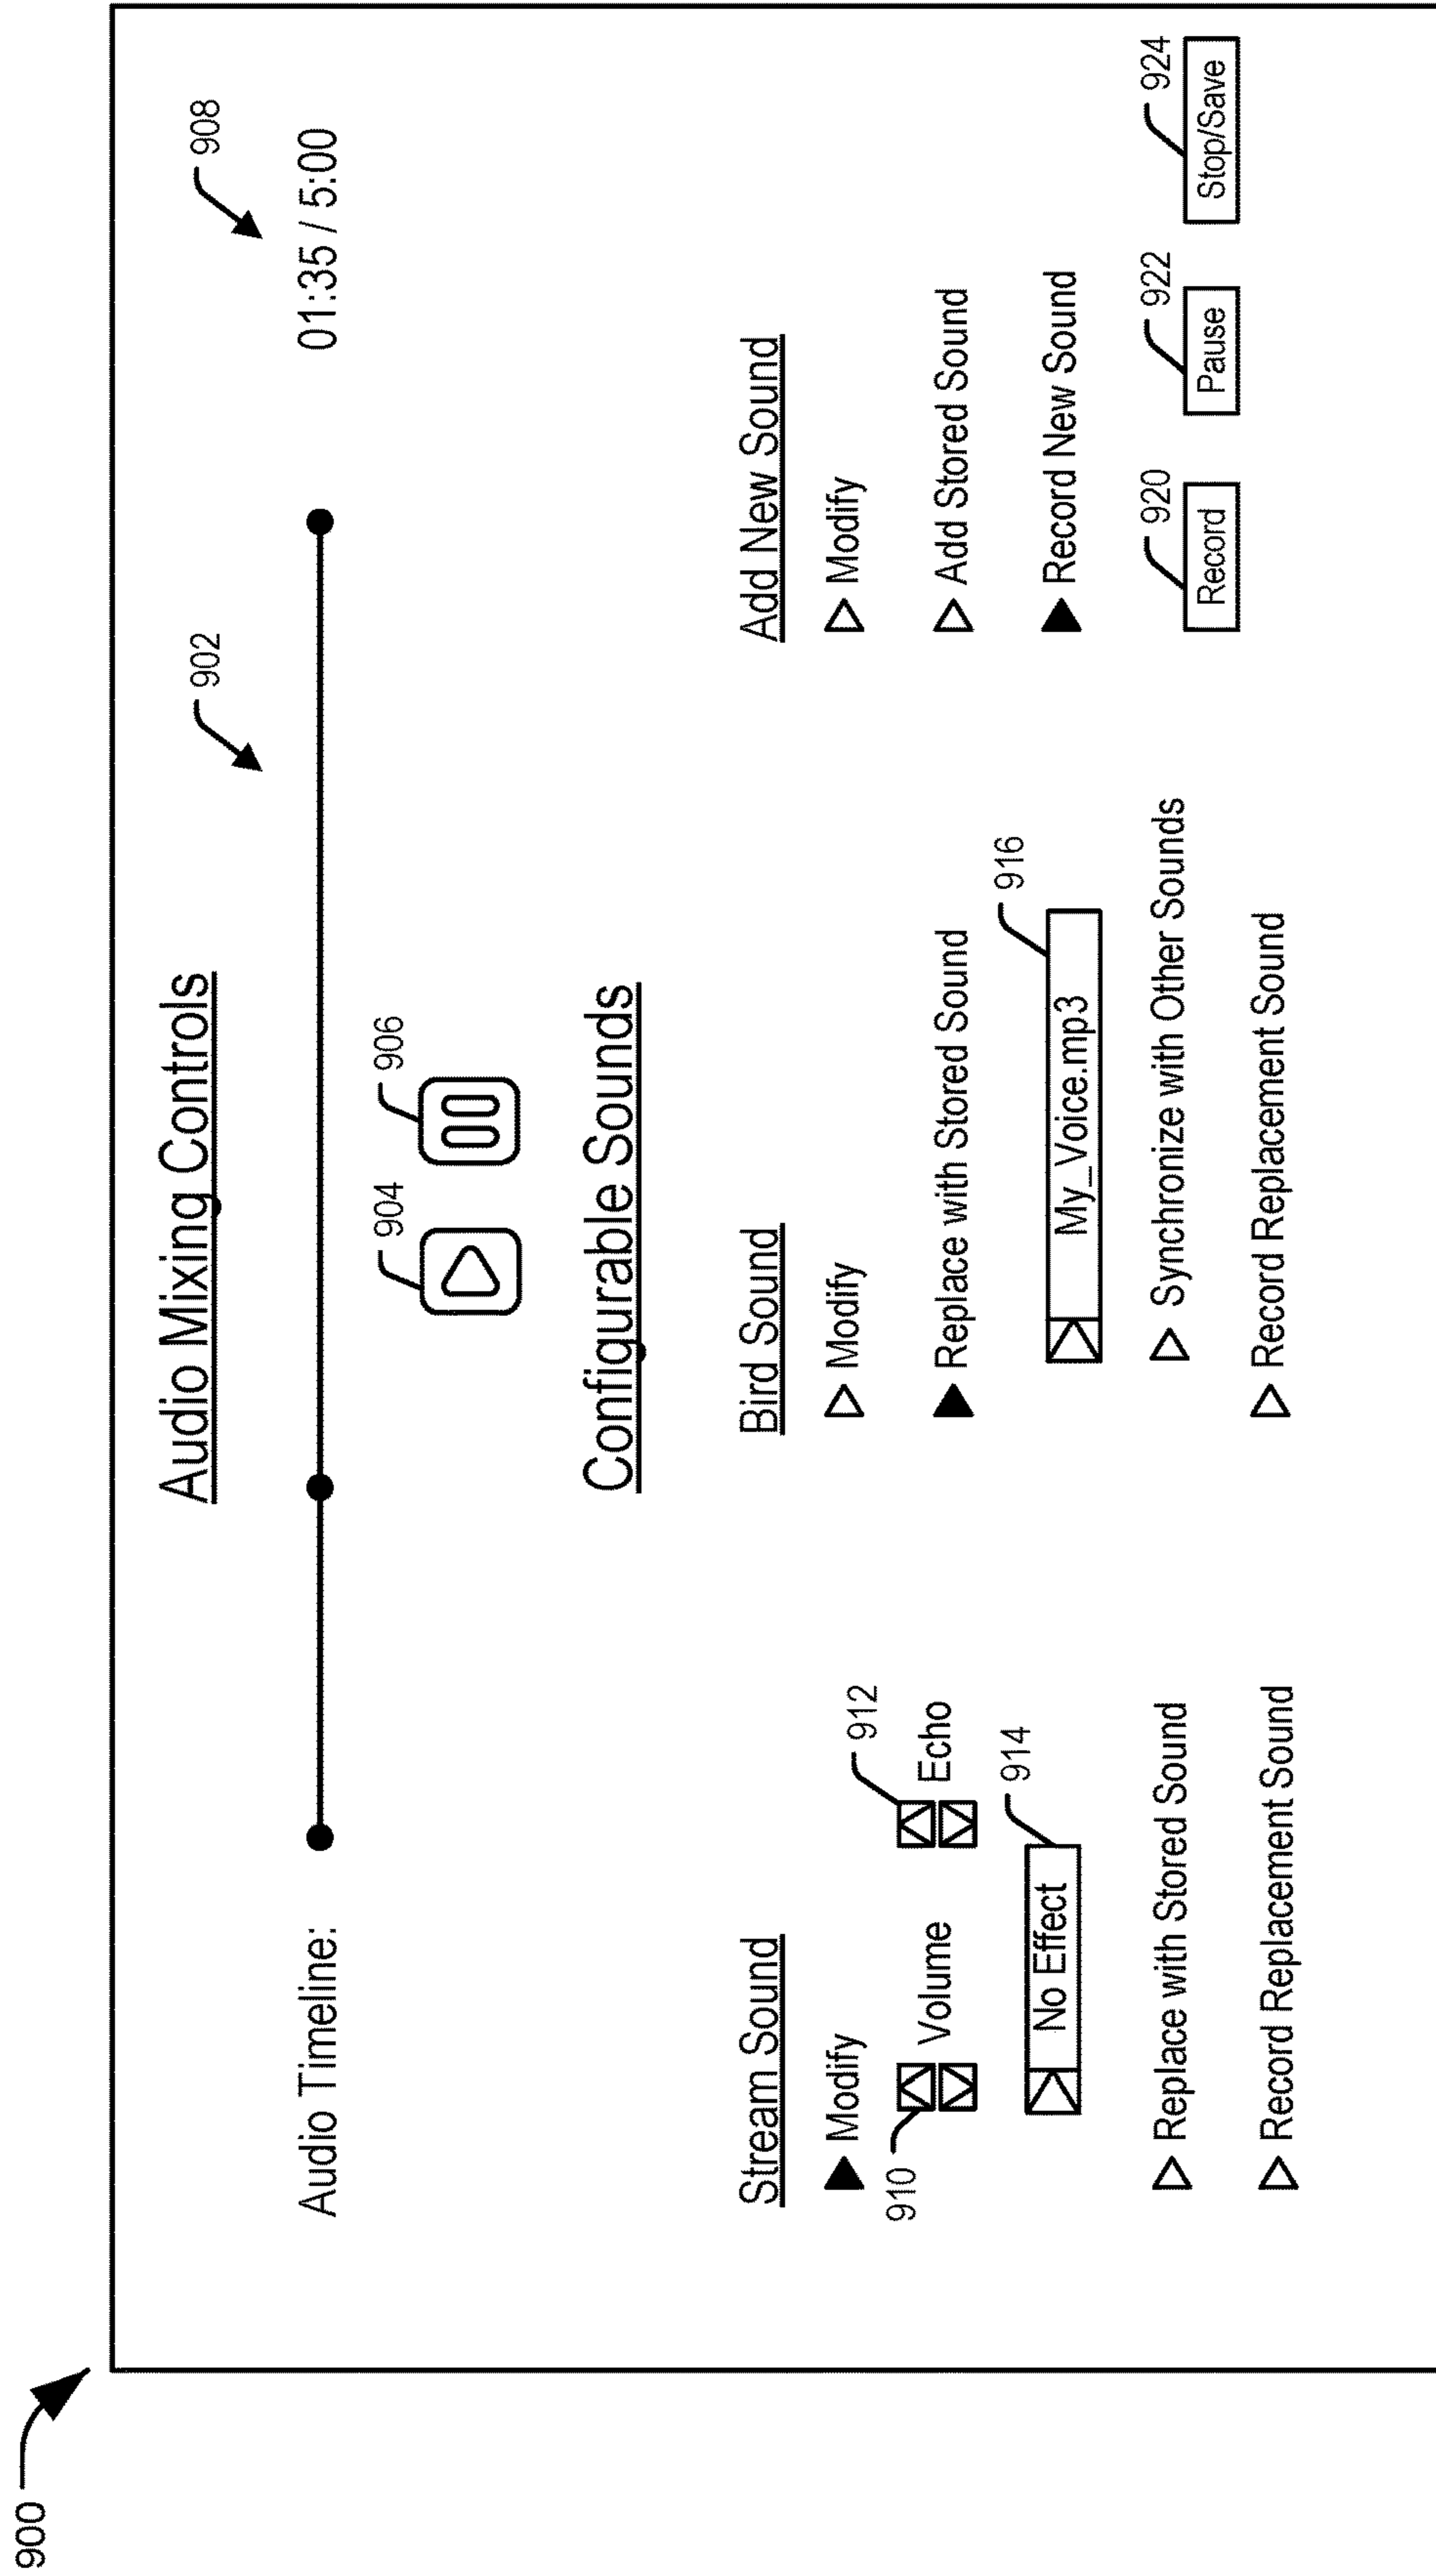 900
Audio Mixing Controls
902
908
Audio Timeline:
01:35 / 5:00
904
906
Configurable Sounds
Stream Sound
Modify
910
Volume
912
Echo
914
No Effect
Replace with Stored Sound
Record Replacement Sound
Bird Sound
Modify
Replace with Stored Sound
916
My_Voice.mp3
Synchronize with Other Sounds
Record Replacement Sound
Add New Sound
Modify
Add Stored Sound
Record New Sound
920
922
924
Record
Pause
Stop/Save